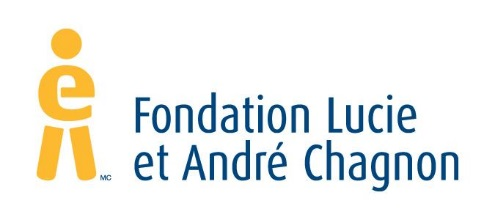 e
MC
Fondation Lucie
et André Chagnon